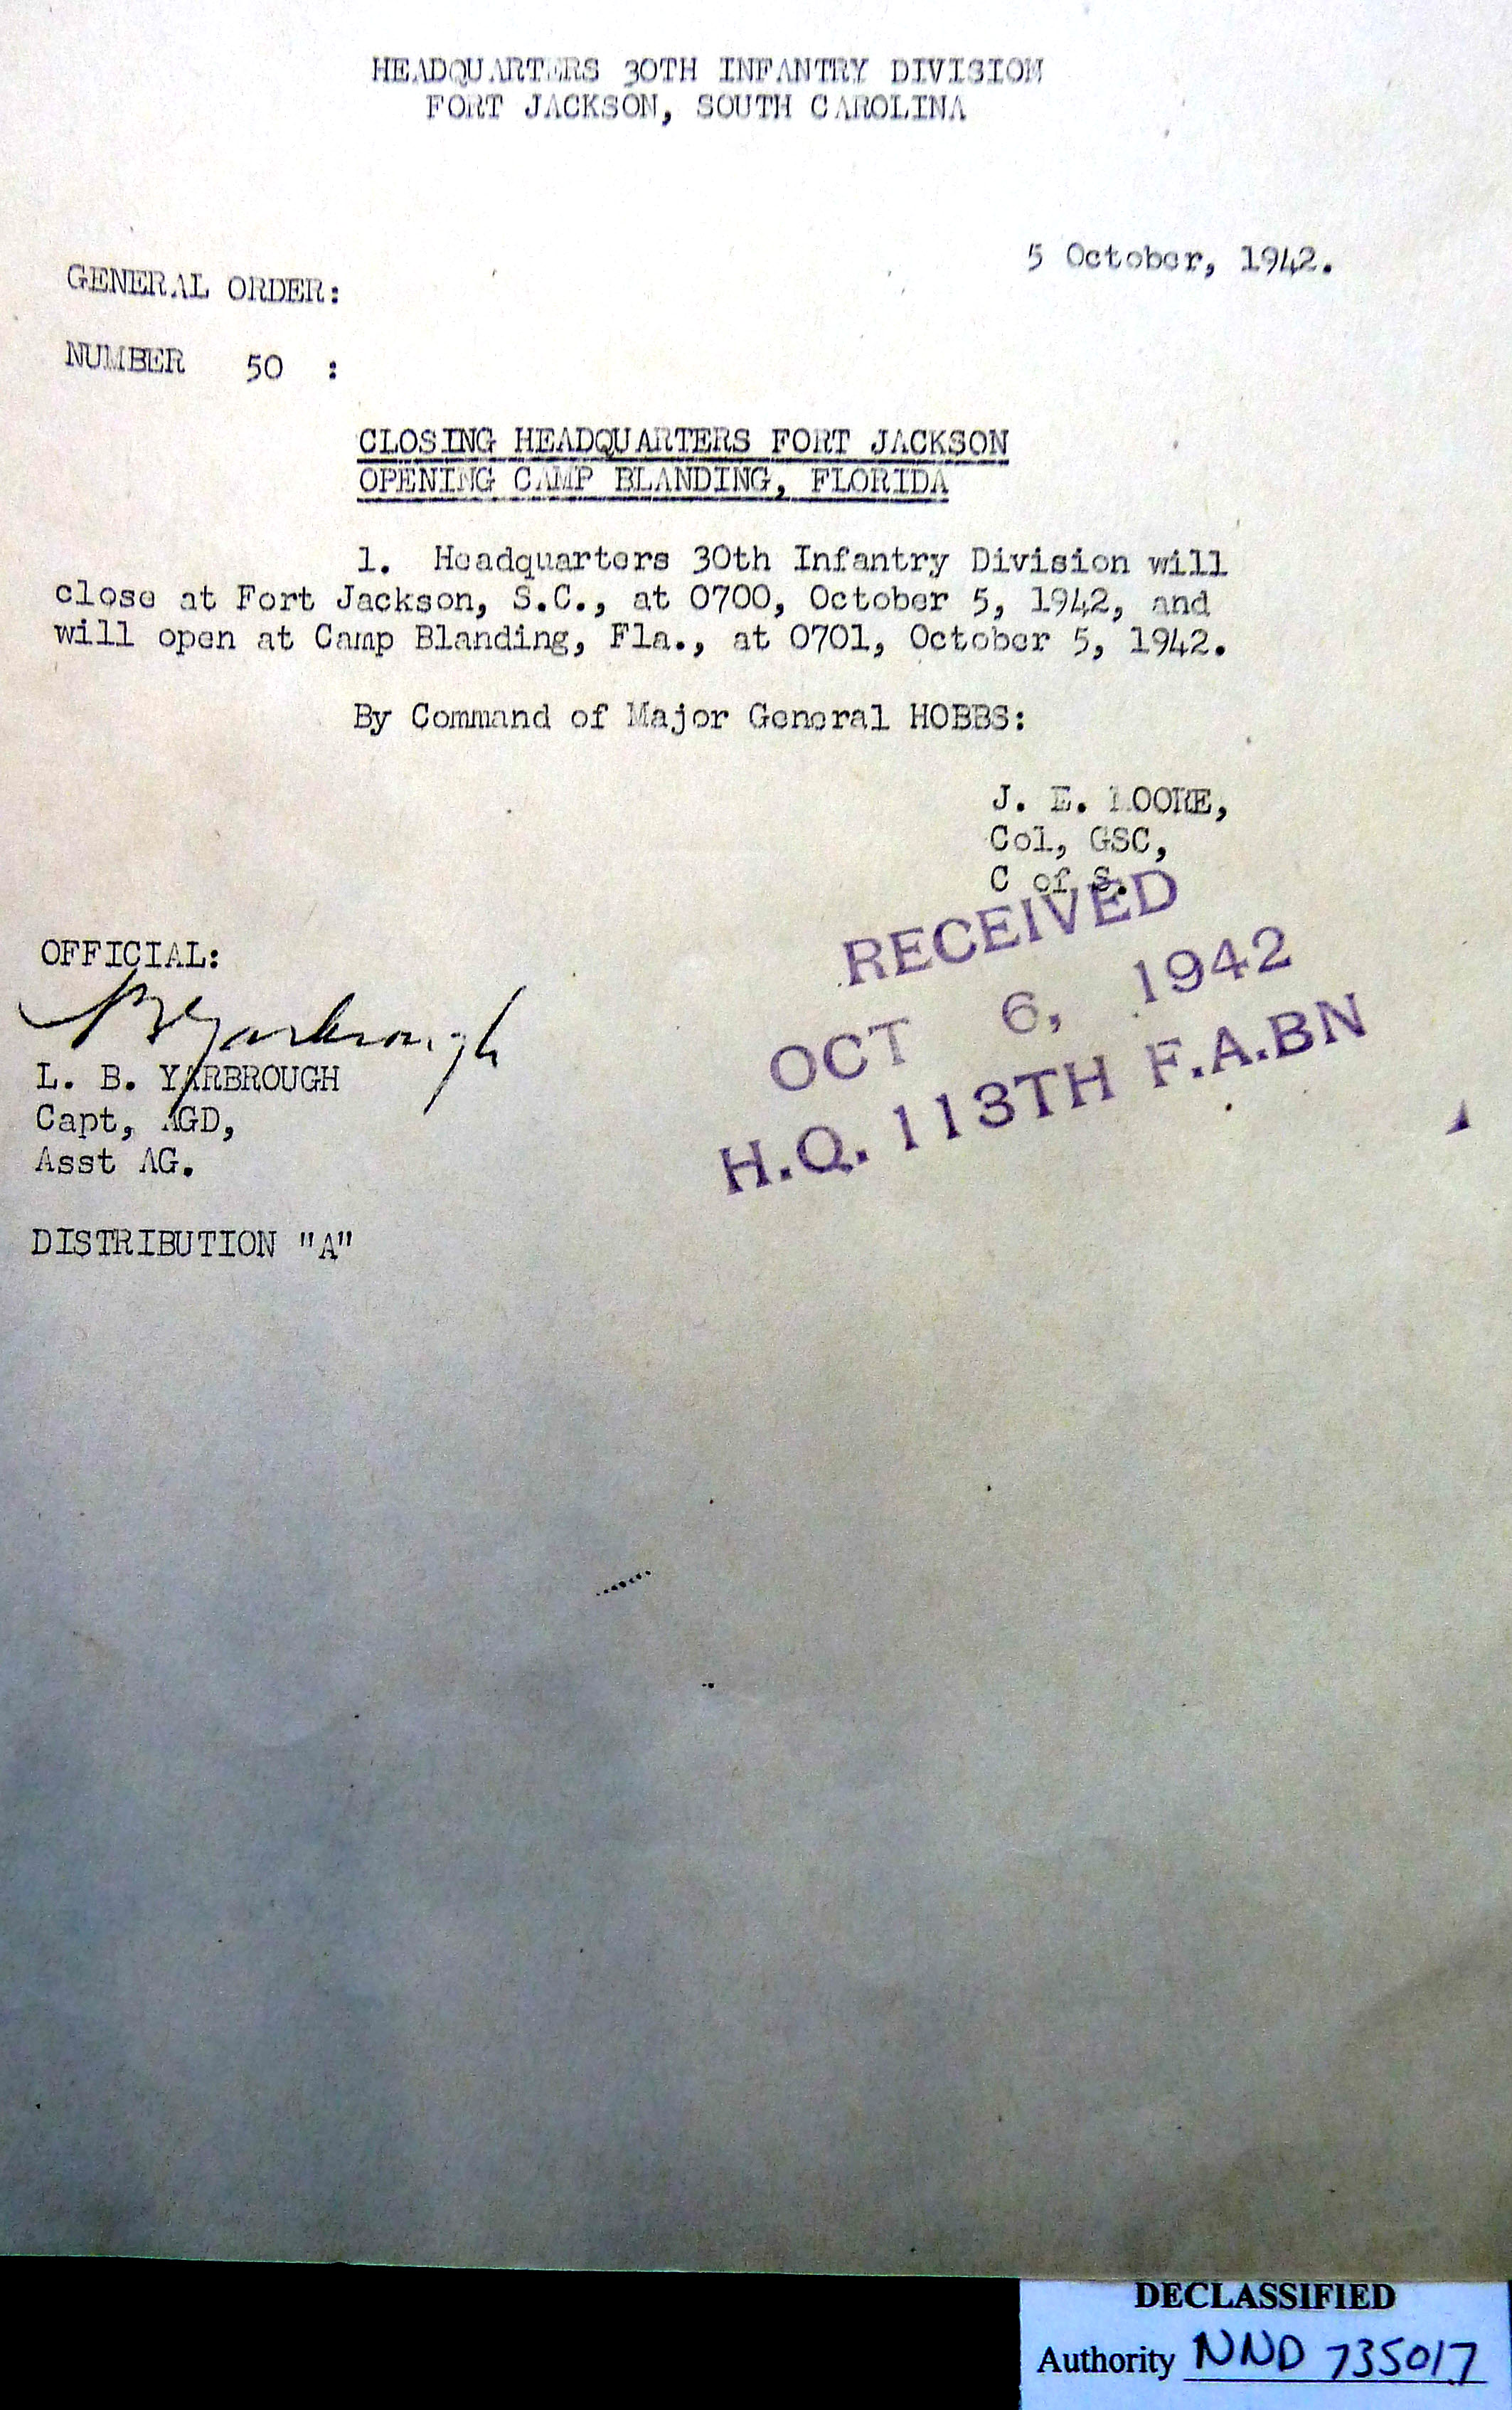 HEADQUARTERS 30TH INFANTRY DIVISION
FORT JACKSON, SOUTH CAROLINA
5 October, 1942.
GENERAL ORDER:
NUMBER 50 :
CLOSING HEADQUARTERS FORT JACKSON
OPENING CAMP BLANDING, FLORIDA
1. Headquarters 30th Infantry Division will
close at Fort Jackson, S.C., at 0700, October 5, 1942, and
will open at Camp Blanding, Fla., at 0701, October 5, 1942.
By Command of Major General HOBBS:
J. E. MOORE,
Col, GSC,
C of S.
RECEIVED
OCT 6, 1942
H.Q. 113TH F.A.BN
OFFICIAL:
LBYarbrough
L. B. YARBROUGH
Capt, AGD,
Asst AG.
DISTRIBUTION "A"
DECLASSIFIED
Authority NND 735017